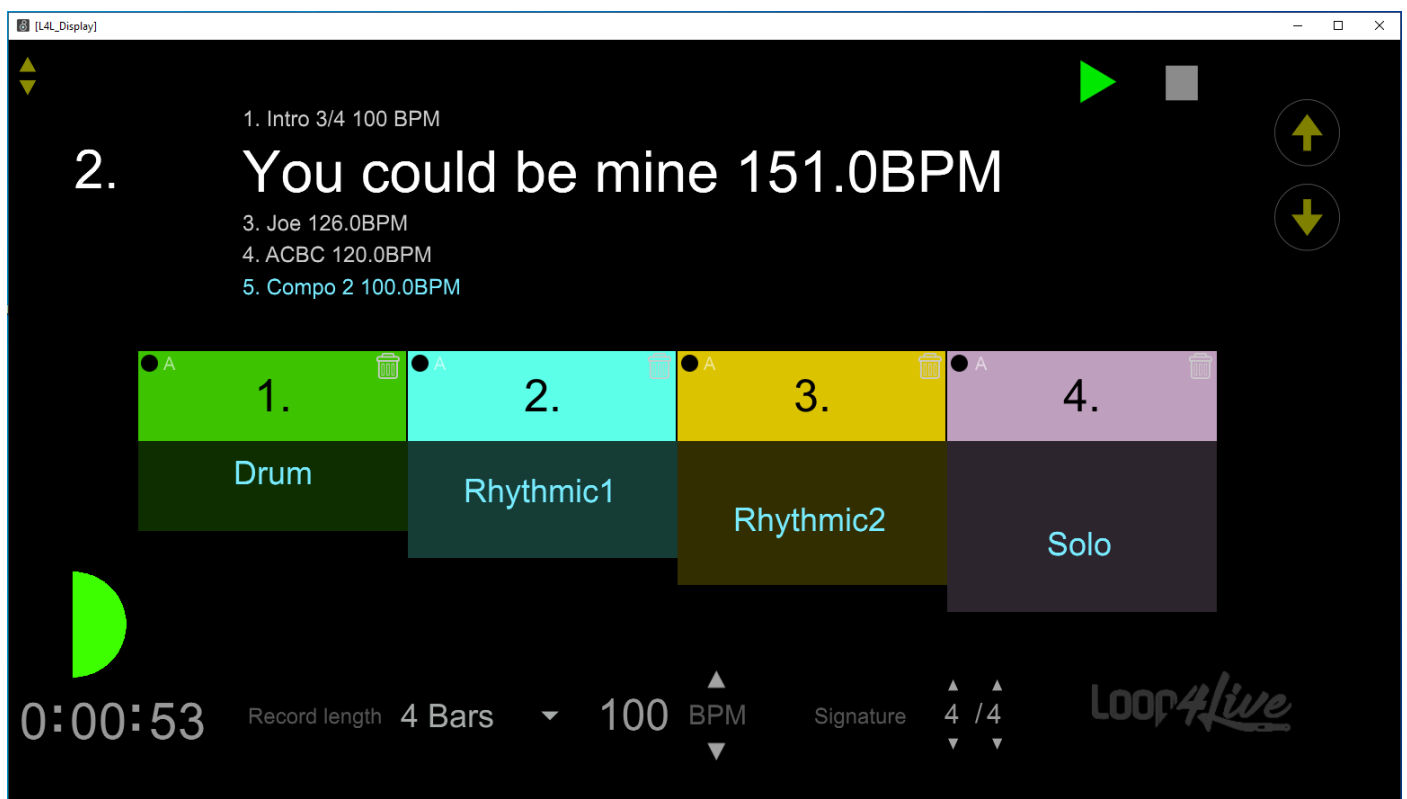 [L4L_Display]
1. Intro 3/4 100 BPM
2. You could be mine 151.0BPM
3. Joe 126.0BPM
4. ACBC 120.0BPM
5. Compo 2 100.0BPM
A A A A
1. 2. 3. 4.
Drum
Rhythmic1
Rhythmic2
Solo
0:00:53 Record length 4 Bars 100 BPM Signature 4 / 4 Loop4Live